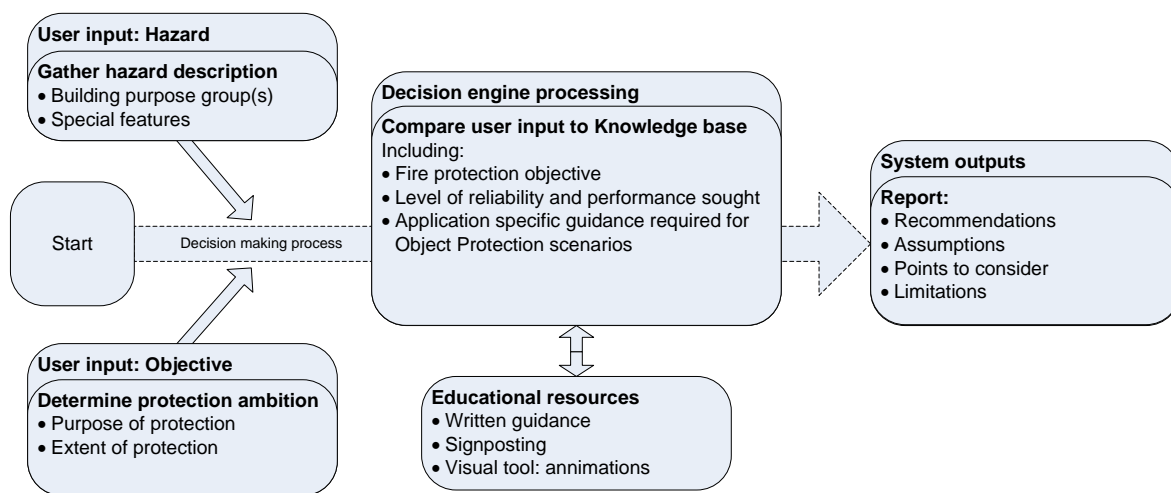 User input: Hazard
Gather hazard description
• Building purpose group(s)
• Special features
Start
Decision making process
User input: Objective
Determine protection ambition
• Purpose of protection
• Extent of protection
Decision engine processing
Compare user input to Knowledge base
Including:
• Fire protection objective
• Level of reliability and performance sought
• Application specific guidance required for
Object Protection scenarios
Educational resources
• Written guidance
• Signposting
• Visual tool: annimations
System outputs
Report:
• Recommendations
• Assumptions
• Points to consider
• Limitations